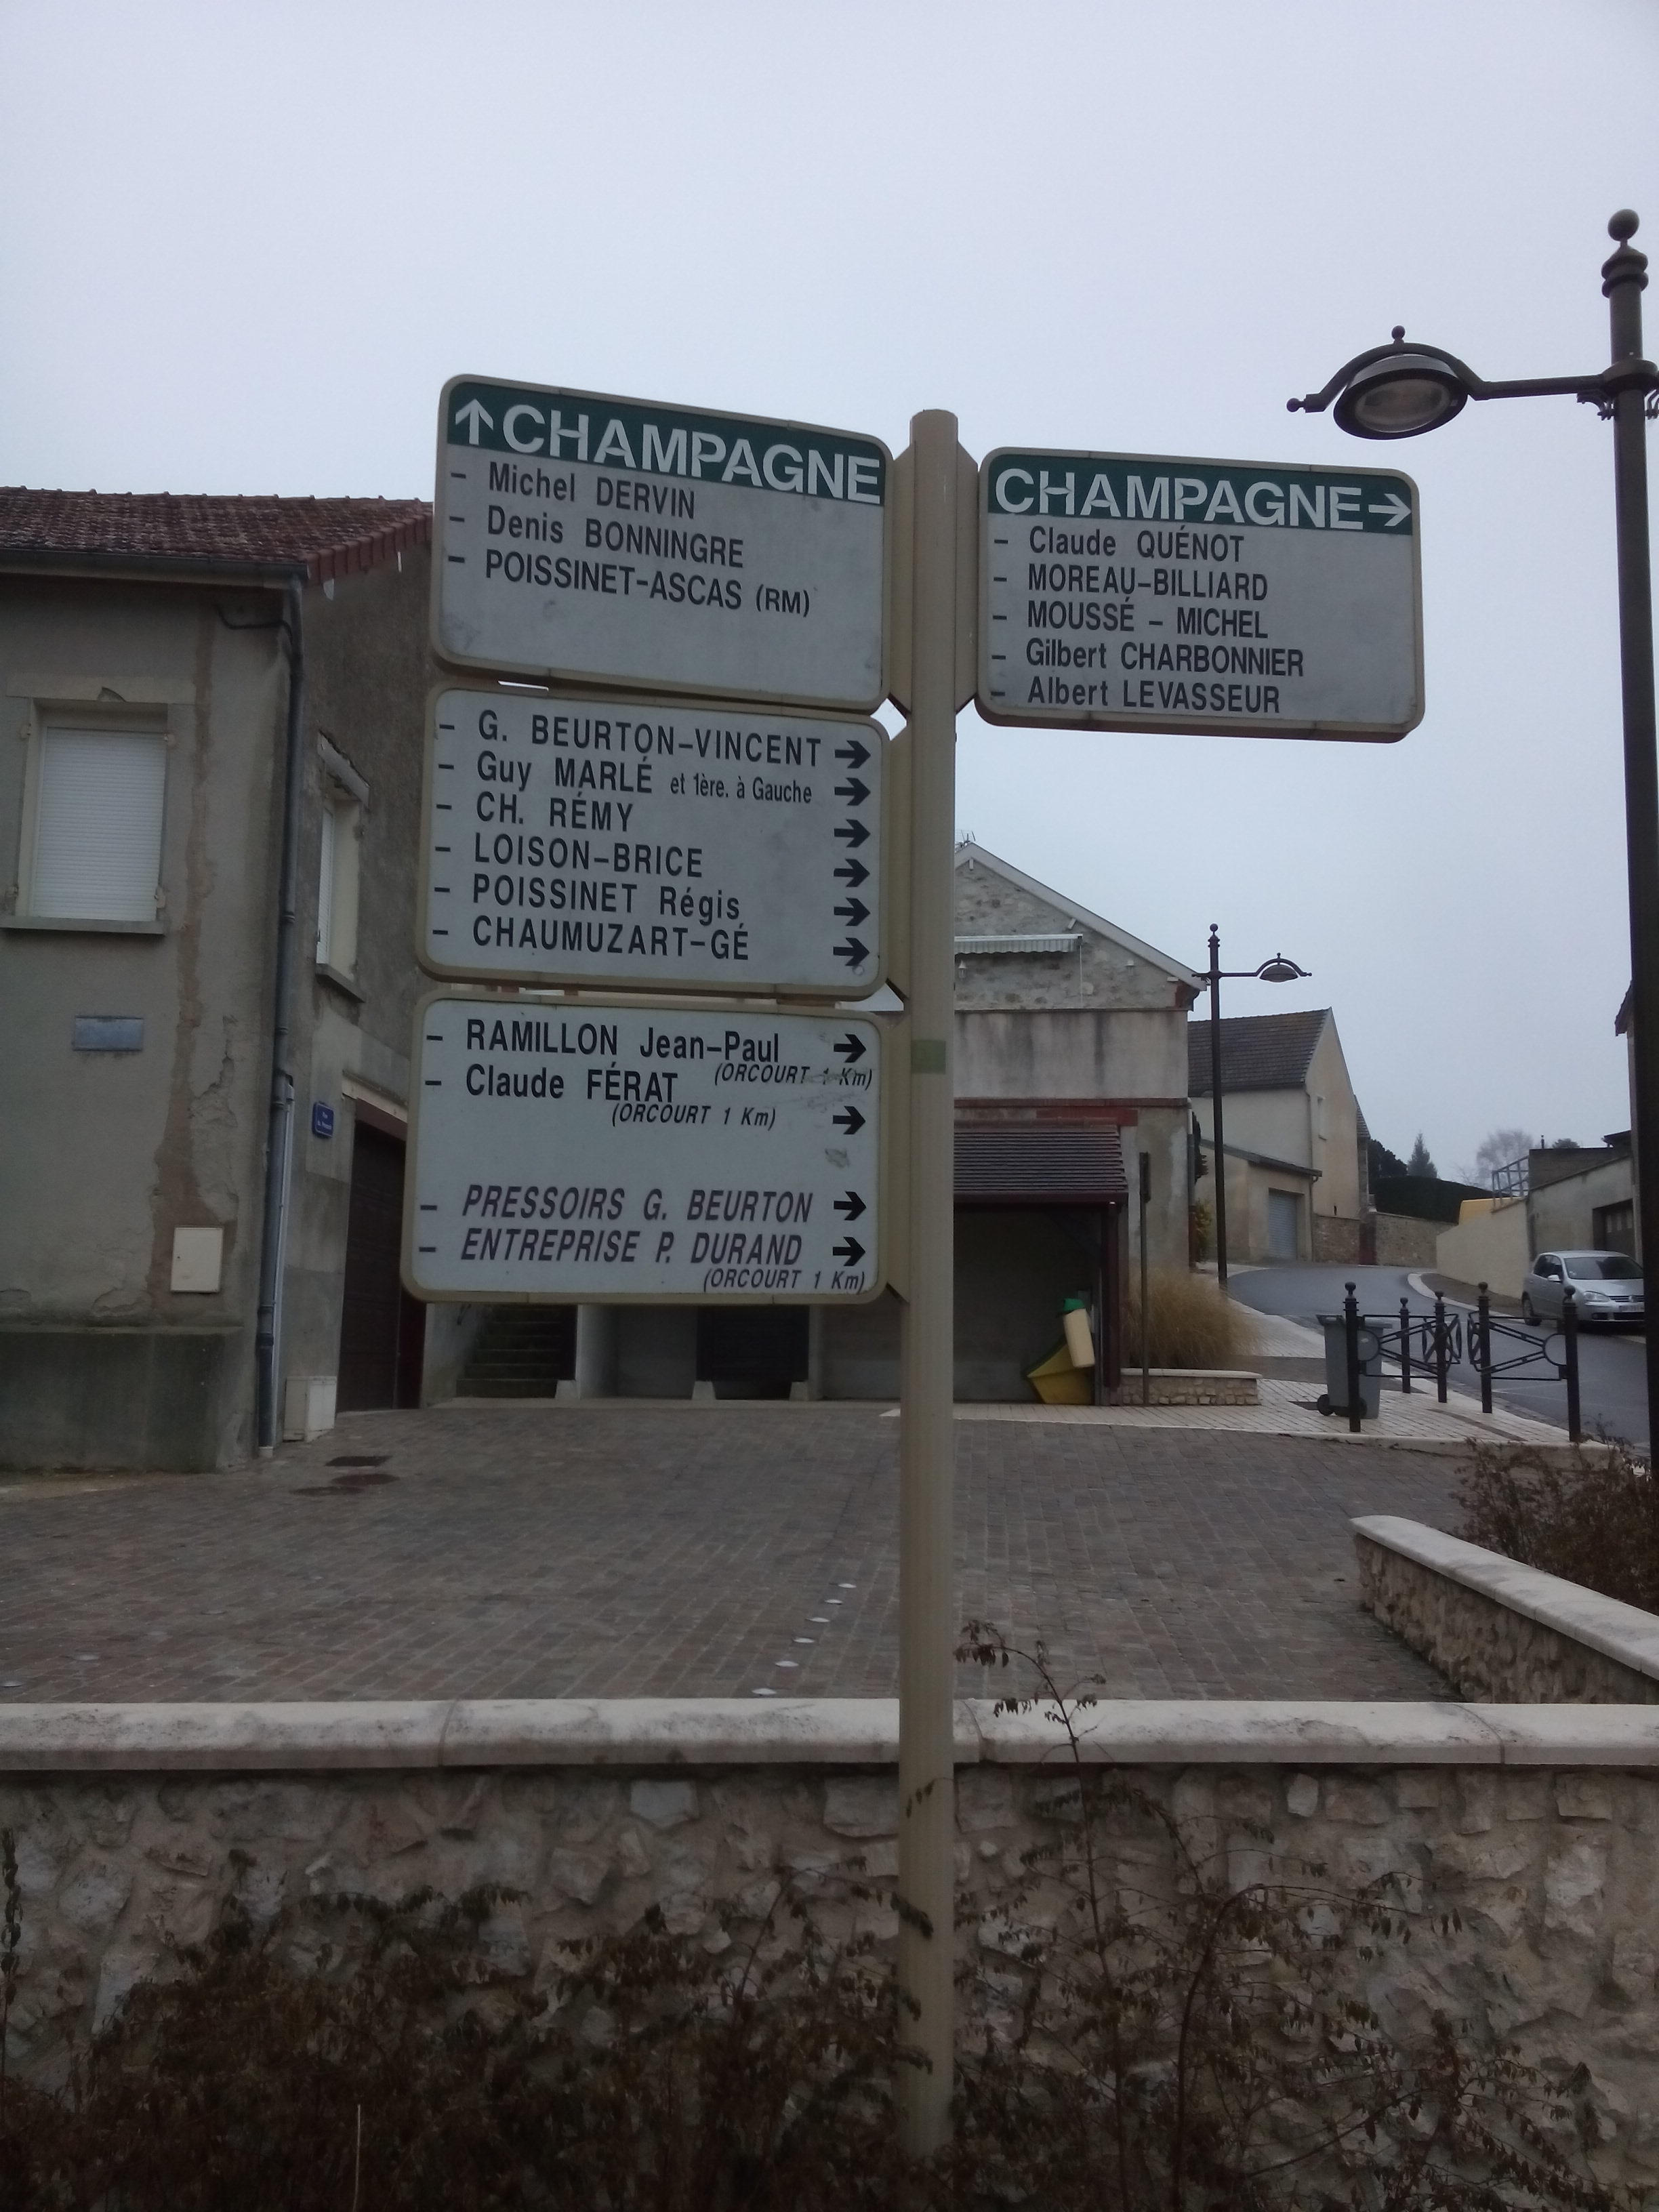 ↑ CHAMPAGNE
– Michel DERVIN
– Denis BONNINGRE
– POISSINET-ASCAS (RM)
– G. BEURTON-VINCENT →
– Guy MARLÉ et 1ère. à Gauche →
– CH. RÉMY →
– LOISON-BRICE →
– POISSINET Régis →
– CHAUMUZART-GÉ →
– RAMILLON Jean-Paul →
(ORCOURT 1 Km)
– Claude FÉRAT
(ORCOURT 1 Km) →
– PRESSOIRS G. BEURTON →
– ENTREPRISE P. DURAND →
(ORCOURT 1 Km)
CHAMPAGNE →
– Claude QUÉNOT
– MOREAU-BILLIARD
– MOUSSÉ - MICHEL
– Gilbert CHARBONNIER
– Albert LEVASSEUR